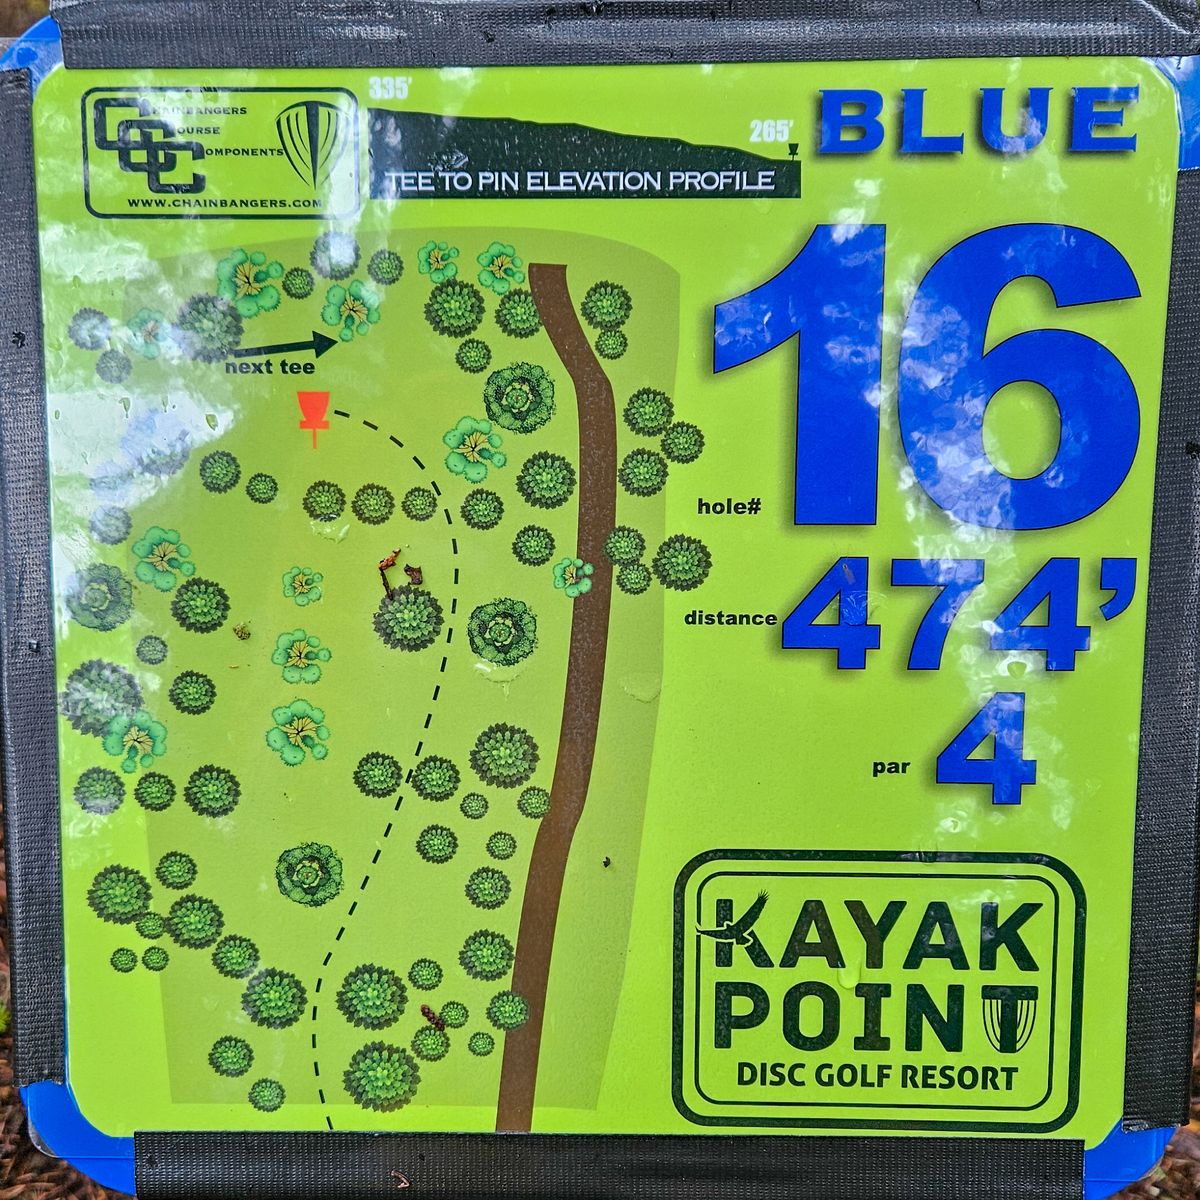 CHAINBANGERS
COURSE
COMPONENTS
WWW.CHAINBANGERS.COM
335'
265'
TEE TO PIN ELEVATION PROFILE
BLUE
next tee
hole# 16
distance 474'
par 4
KAYAK
POINT
DISC GOLF RESORT